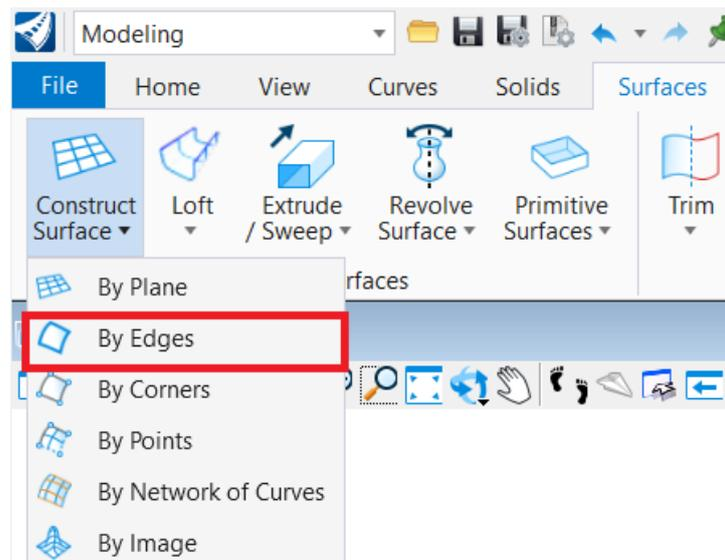 Modeling
File Home View Curves Solids Surfaces
Construct Surface Loft Extrude / Sweep Revolve Surface Primitive Surfaces Trim
rfaces
By Plane
By Edges
By Corners
By Points
By Network of Curves
By Image